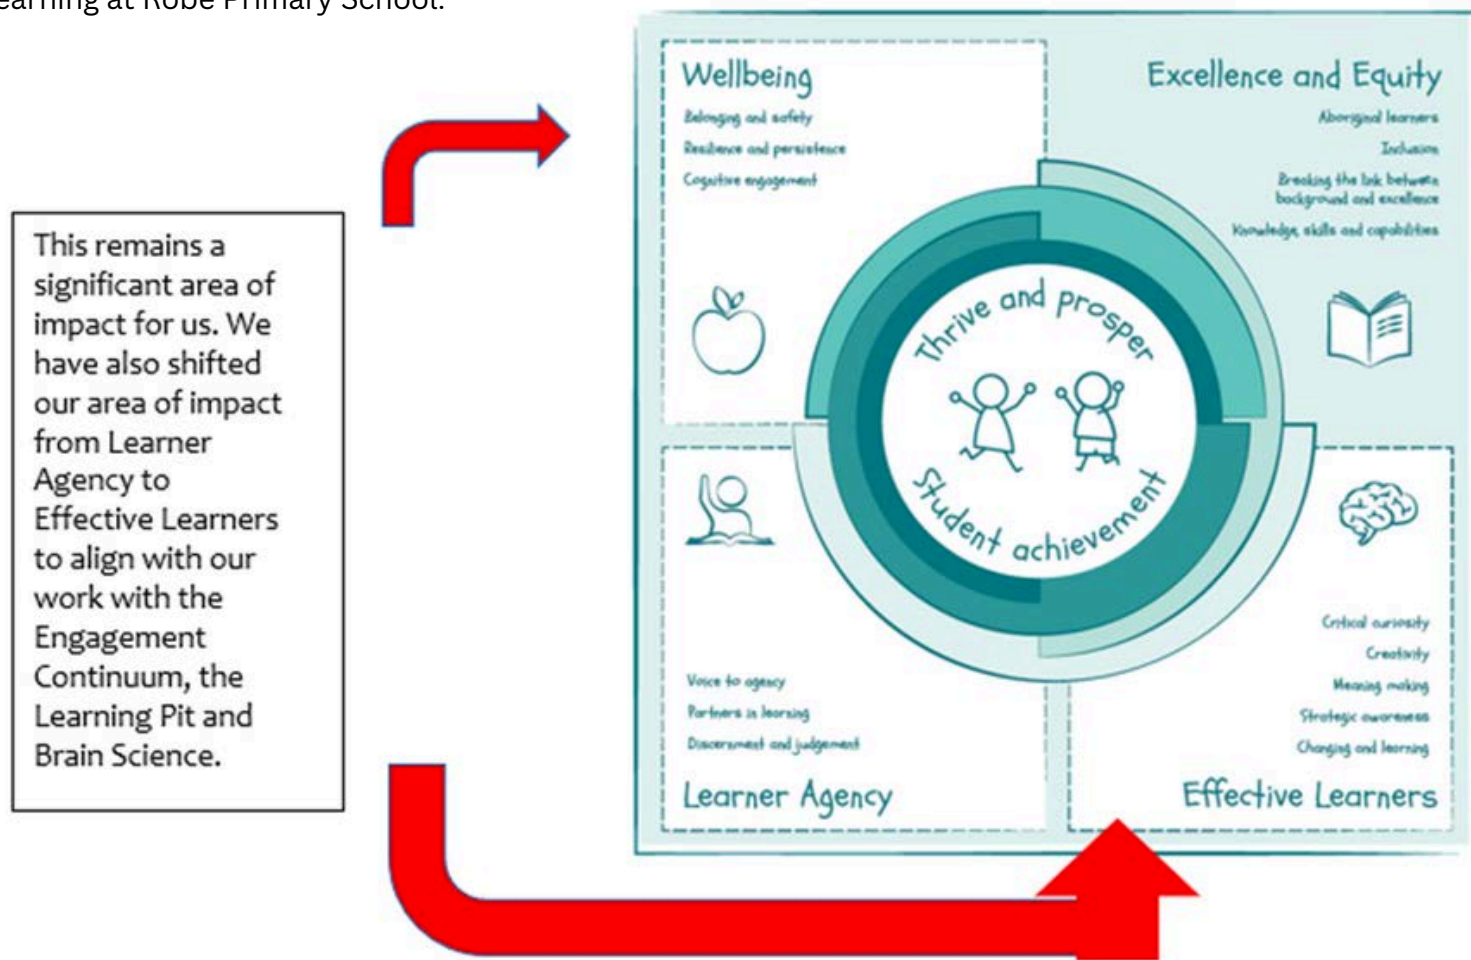 earning at Robe Primary School.
This remains a
significant area of
impact for us. We
have also shifted
our area of impact
from Learner
Agency to
Effective Learners
to align with our
work with the
Engagement
Continuum, the
Learning Pit and
Brain Science.
Wellbeing
Belonging and safety
Resilience and persistence
Cognitive engagement
Excellence and Equity
Aboriginal learners
Inclusion
Breaking the link between
background and excellence
Knowledge, skills and capabilities
Thrive and prosper
Student achievement
Voice to agency
Partners in learning
Discernment and judgement
Learner Agency
Critical curiosity
Creativity
Meaning making
Strategic awareness
Changing and learning
Effective Learners